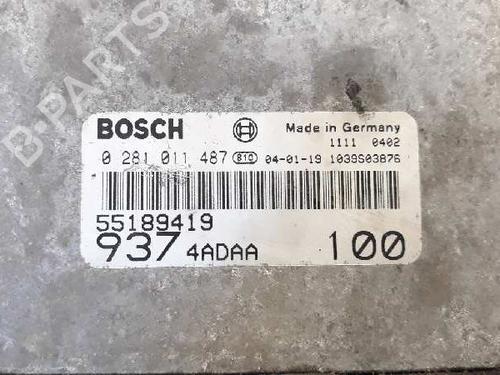 B-PARTS
BOSCH Made in Germany
1111 0402
0 281 011 487 810 04-01-19 1039S03876
55189419
937 4ADAA 100